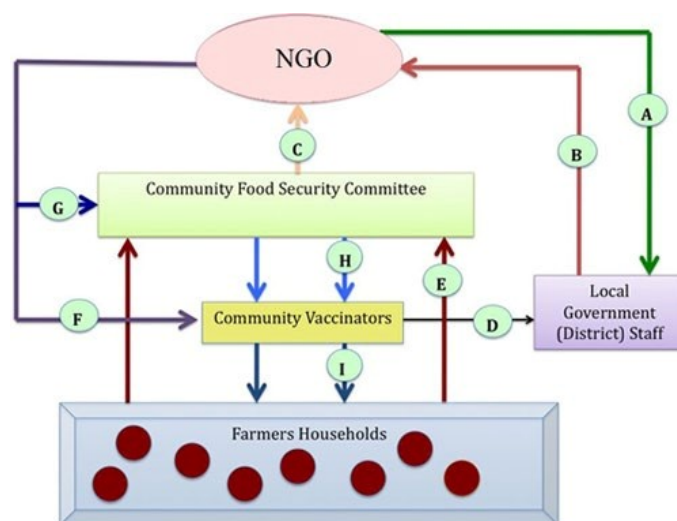 NGO
A
B
C
Community Food Security Committee
G
H
E
Local
Government
(District) Staff
F
Community Vaccinators
D
I
Farmers Households